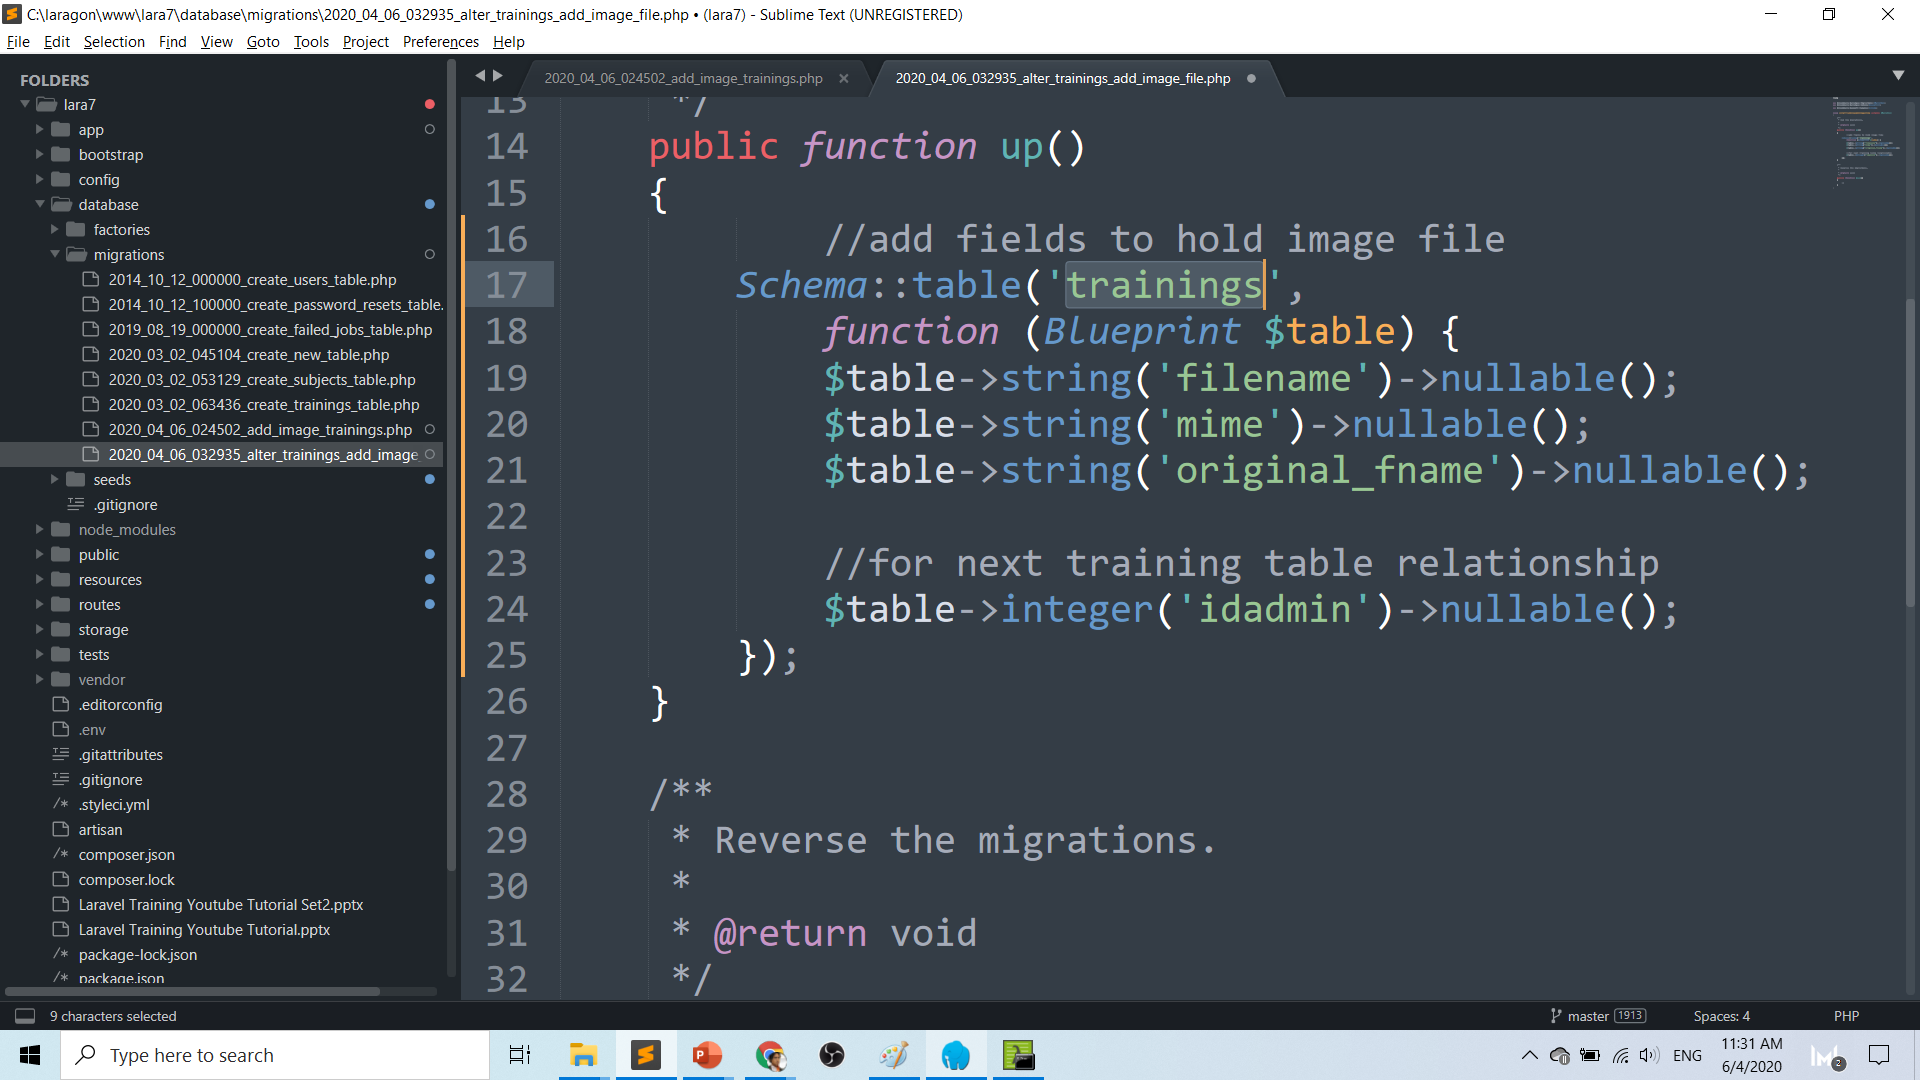 C:\laragon\www\lara7\database\migrations\2020_04_06_032935_alter_trainings_add_image_file.php • (lara7) - Sublime Text (UNREGISTERED)
File Edit Selection Find View Goto Tools Project Preferences Help
FOLDERS
lara7
app
bootstrap
config
database
factories
migrations
2014_10_12_000000_create_users_table.php
2014_10_12_100000_create_password_resets_table.
2019_08_19_000000_create_failed_jobs_table.php
2020_03_02_045104_create_new_table.php
2020_03_02_053129_create_subjects_table.php
2020_03_02_063436_create_trainings_table.php
2020_04_06_024502_add_image_trainings.php
2020_04_06_032935_alter_trainings_add_image
seeds
.gitignore
node_modules
public
resources
routes
storage
tests
vendor
.editorconfig
.env
.gitattributes
.gitignore
.styleci.yml
artisan
composer.json
composer.lock
Laravel Training Youtube Tutorial Set2.pptx
Laravel Training Youtube Tutorial.pptx
package-lock.json
package.json
2020_04_06_024502_add_image_trainings.php ×
2020_04_06_032935_alter_trainings_add_image_file.php
13 */
14 public function up()
15 {
16 //add fields to hold image file
17 Schema::table('trainings',
18 function (Blueprint $table) {
19 $table->string('filename')->nullable();
20 $table->string('mime')->nullable();
21 $table->string('original_fname')->nullable();
22
23 //for next training table relationship
24 $table->integer('idadmin')->nullable();
25 });
26 }
27
28 /**
29 * Reverse the migrations.
30 *
31 * @return void
32 */
9 characters selected
master 1913
Spaces: 4
PHP
Type here to search
ENG
11:31 AM
6/4/2020
2